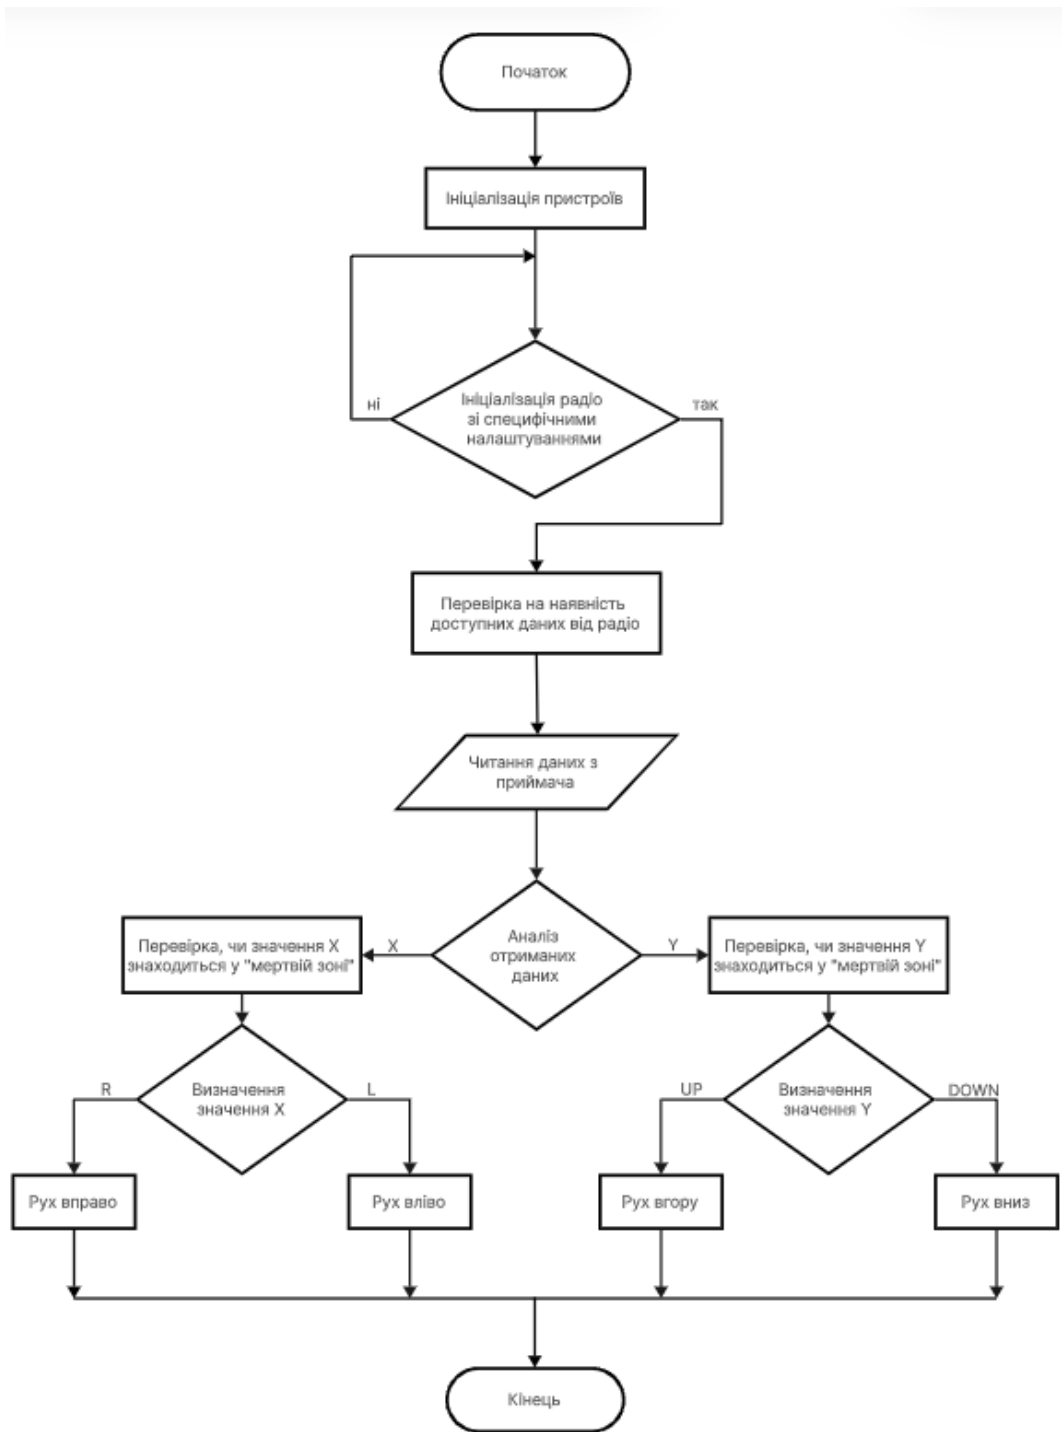 Початок
Ініціалізація пристроїв
Ініціалізація радіо
зі специфічними
налаштуваннями
ні
так
Перевірка на наявність
доступних даних від радіо
Читання даних з
приймача
Аналіз
отриманих
даних
X
Y
Перевірка, чи значення X
знаходиться у "мертвій зоні"
Перевірка, чи значення Y
знаходиться у "мертвій зоні"
R
Визначення
значення X
L
UP
Визначення
значення Y
DOWN
Рух вправо
Рух вліво
Рух вгору
Рух вниз
Кінець